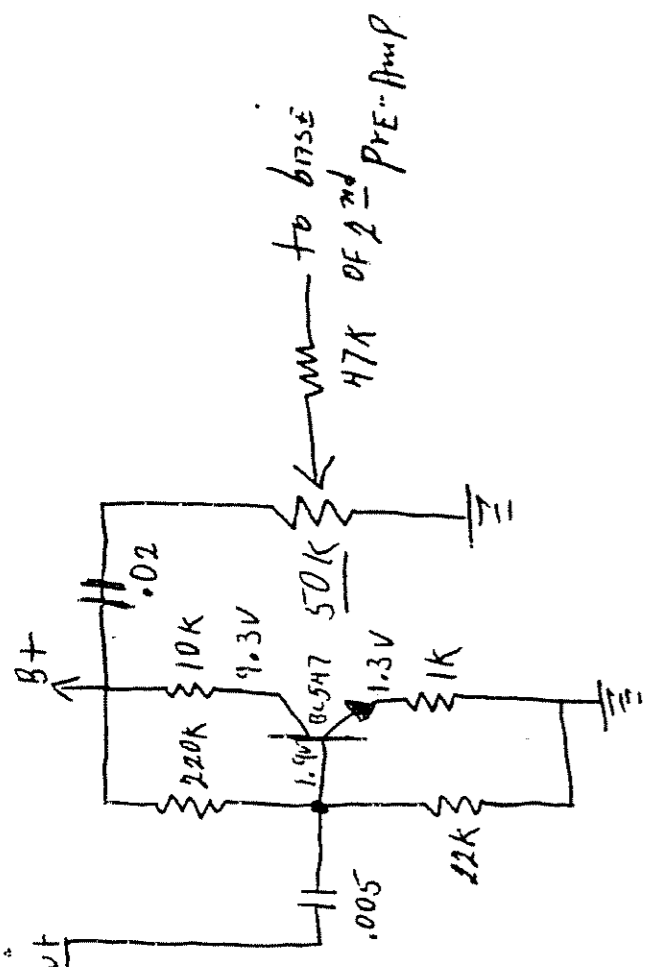 ut
B+
.02
220K
10K
9.3V
1.9v
BC547
1.3V
1K
22K
.005
50K
47K
to base
OF 2nd
PrE-Amp